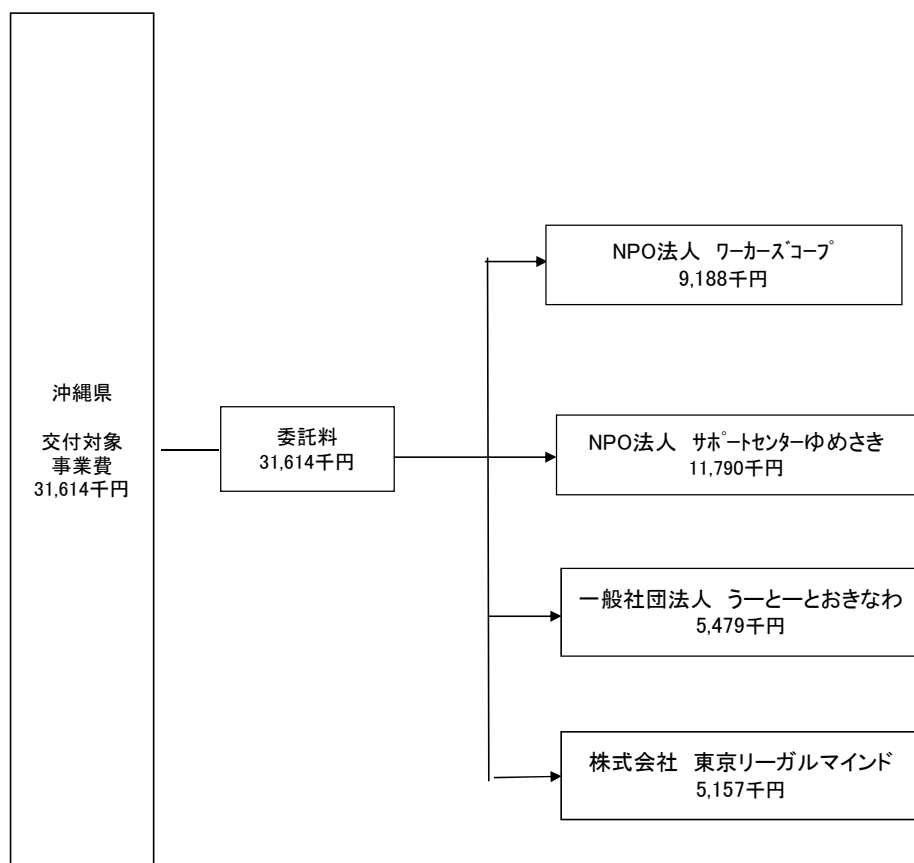 沖縄県
交付対象
事業費
31,614千円
委託料
31,614千円
NPO法人　ﾜｰｶｰｽﾞｺｰﾌﾟ
9,188千円
NPO法人　ｻﾎﾟｰﾄｾﾝﾀｰゆめさき
11,790千円
一般社団法人　うーとーとおきなわ
5,479千円
株式会社　東京リーガルマインド
5,157千円